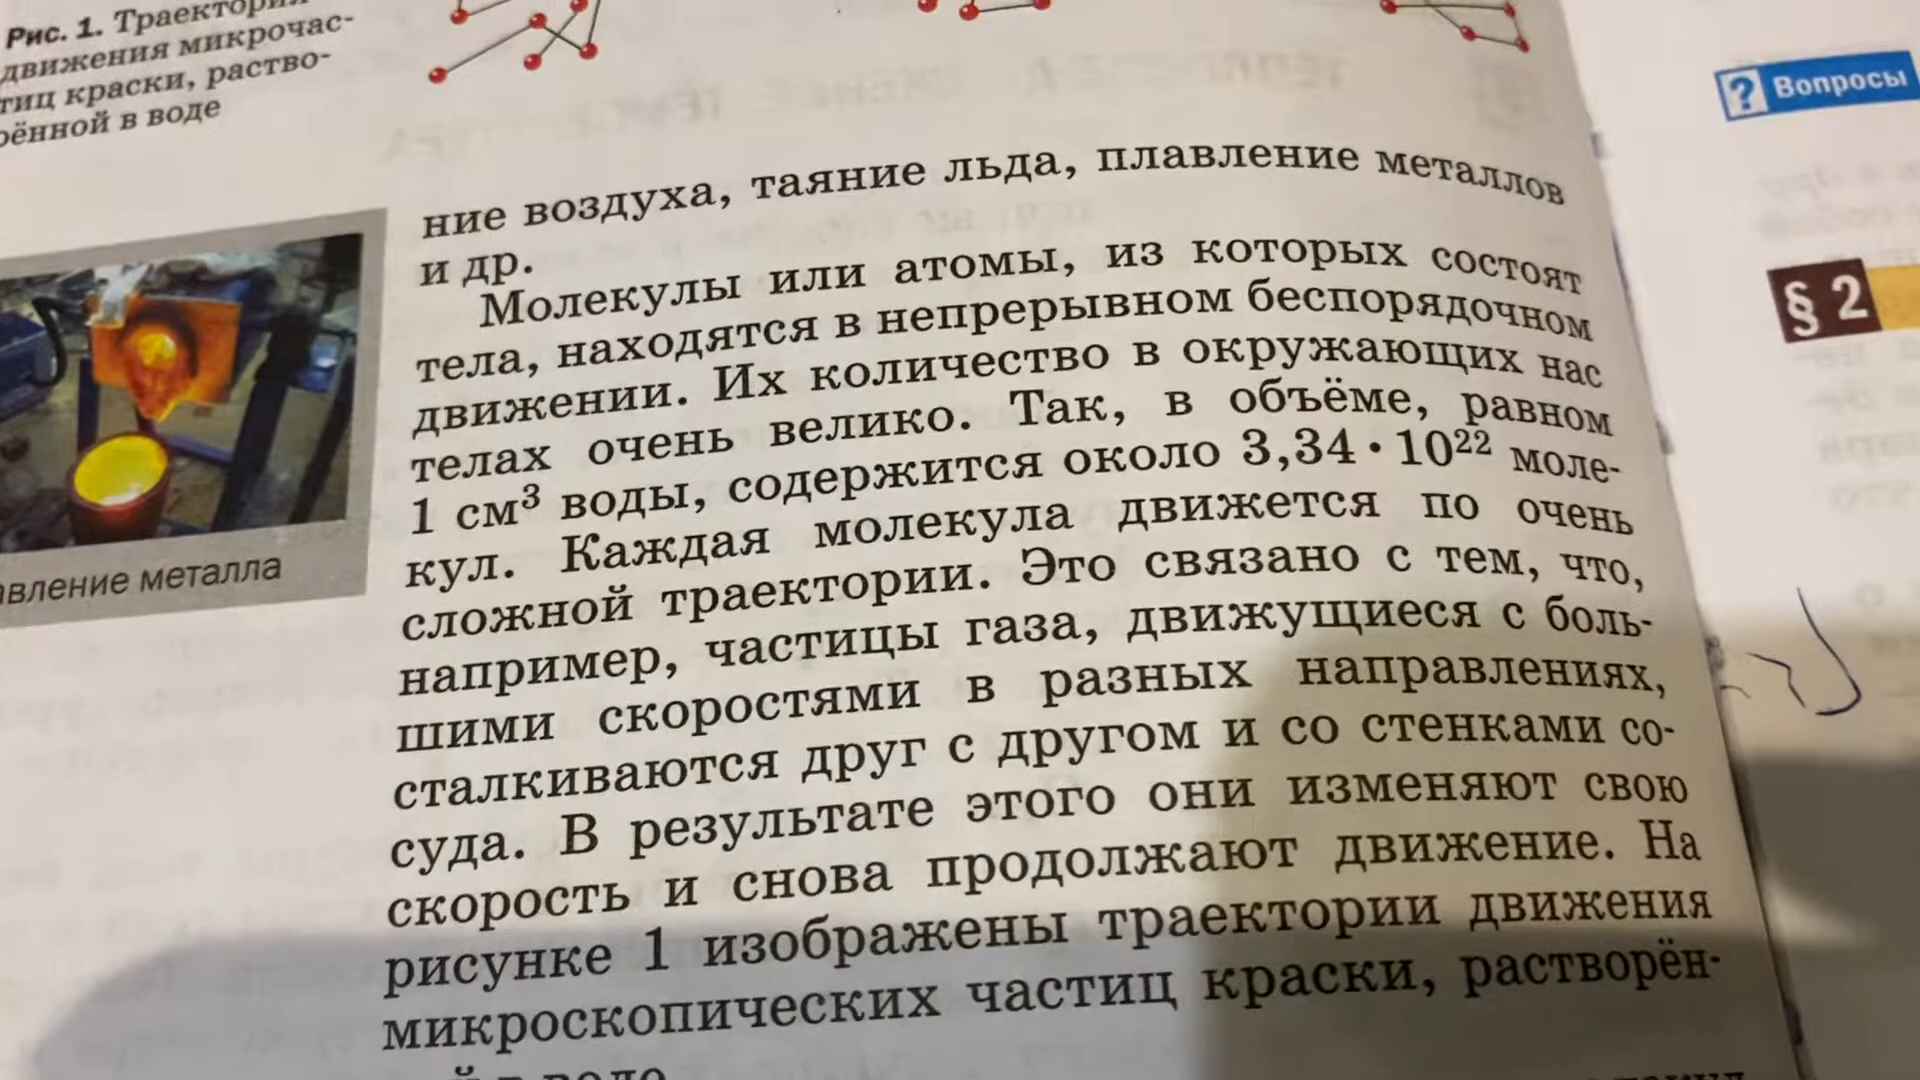 Рис. 1. Траектории
движения микрочас-
тиц краски, раство-
рённой в воде
Вопросы
§ 2
ние воздуха, таяние льда, плавление металлов
и др.
Молекулы или атомы, из которых состоят
тела, находятся в непрерывном беспорядочном
движении. Их количество в окружающих нас
телах очень велико. Так, в объёме, равном
1 см³ воды, содержится около 3,34 · 10²² моле-
кул. Каждая молекула движется по очень
сложной траектории. Это связано с тем, что,
например, частицы газа, движущиеся с боль-
шими скоростями в разных направлениях,
сталкиваются друг с другом и со стенками со-
суда. В результате этого они изменяют свою
скорость и снова продолжают движение. На
рисунке 1 изображены траектории движения
микроскопических частиц краски, растворён-
ной в воде
авление металла